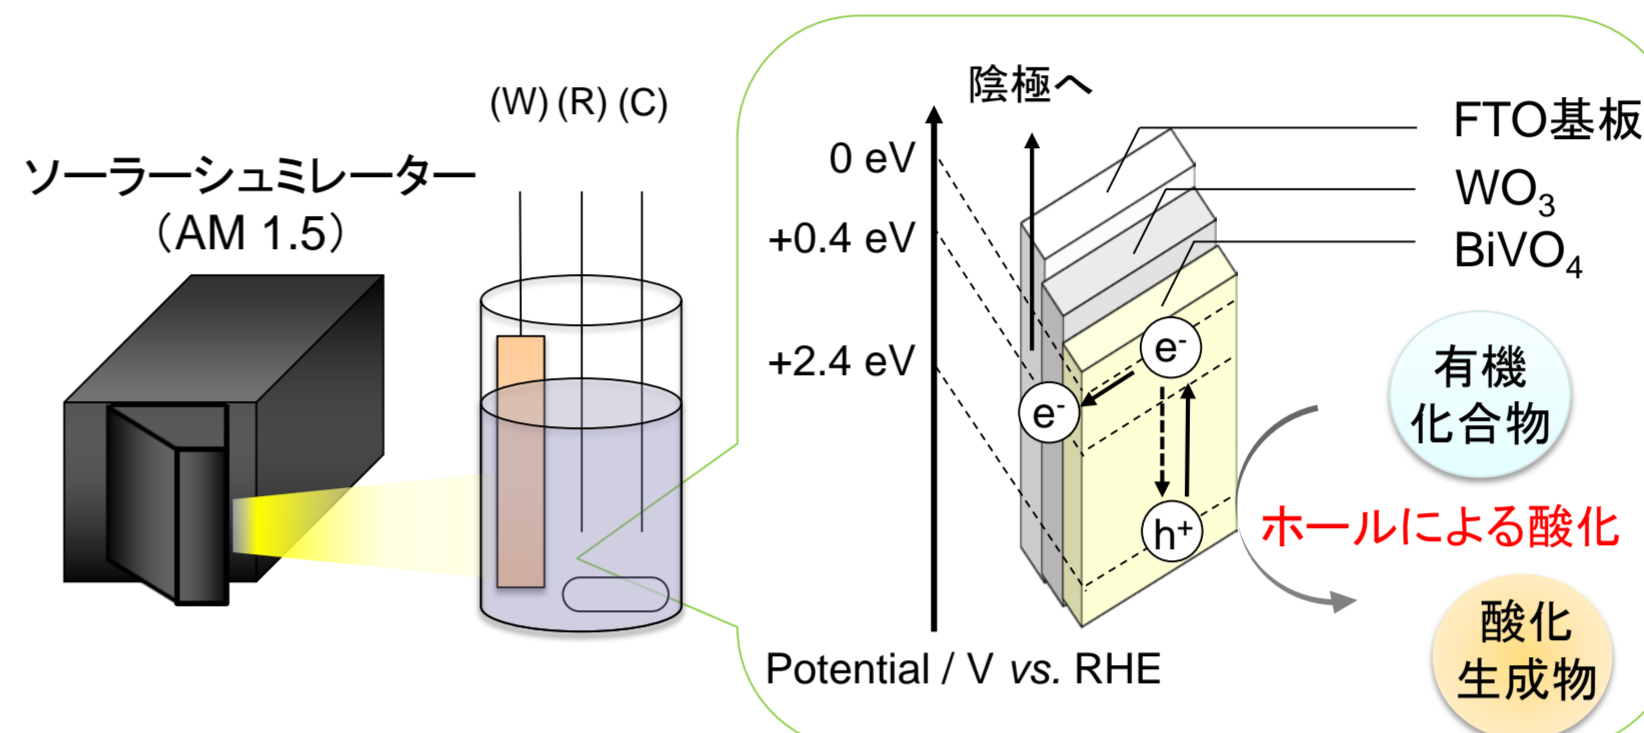 ソーラーシュミレーター
（AM 1.5）
(W) (R) (C)
陰極へ
0 eV
+0.4 eV
+2.4 eV
Potential / V vs. RHE
FTO基板
WO₃
BiVO₄
e⁻
e⁻
h⁺
有機
化合物
ホールによる酸化
酸化
生成物